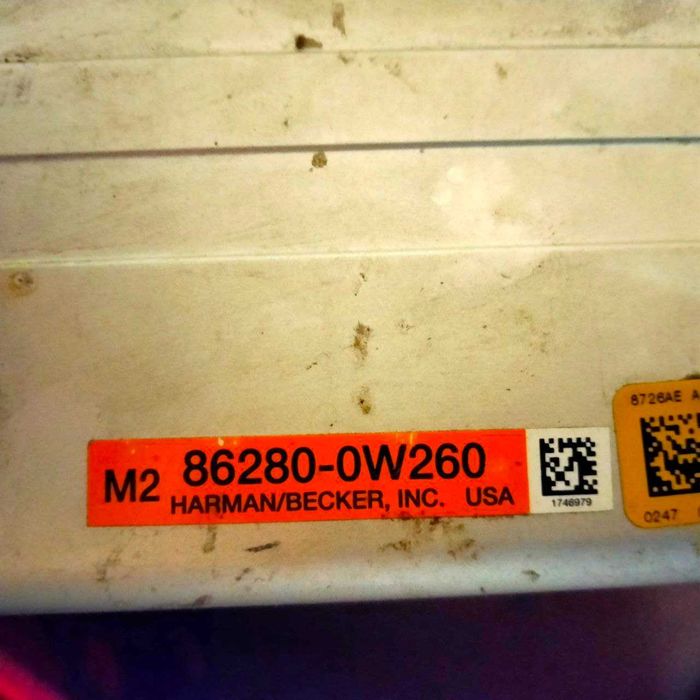 M2 86280-0W260
HARMAN/BECKER, INC. USA
1746979
8726AE
0247